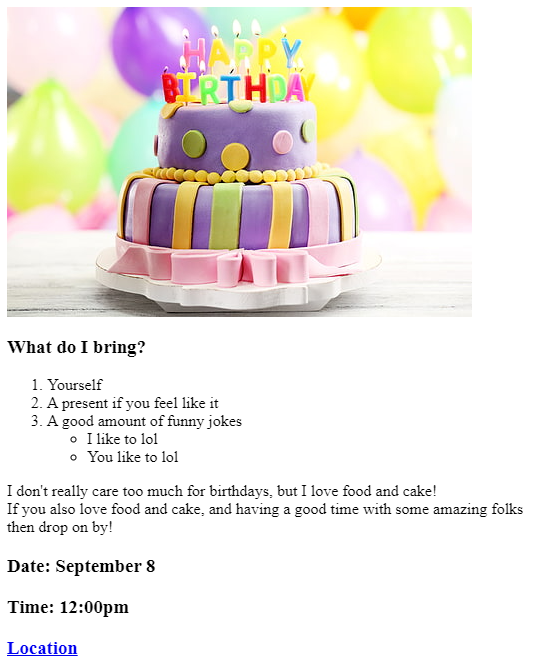 HAPPY
BIRTHDAY
What do I bring?
1. Yourself
2. A present if you feel like it
3. A good amount of funny jokes
I like to lol
You like to lol
I don't really care too much for birthdays, but I love food and cake!
If you also love food and cake, and having a good time with some amazing folks
then drop on by!
Date: September 8
Time: 12:00pm
Location